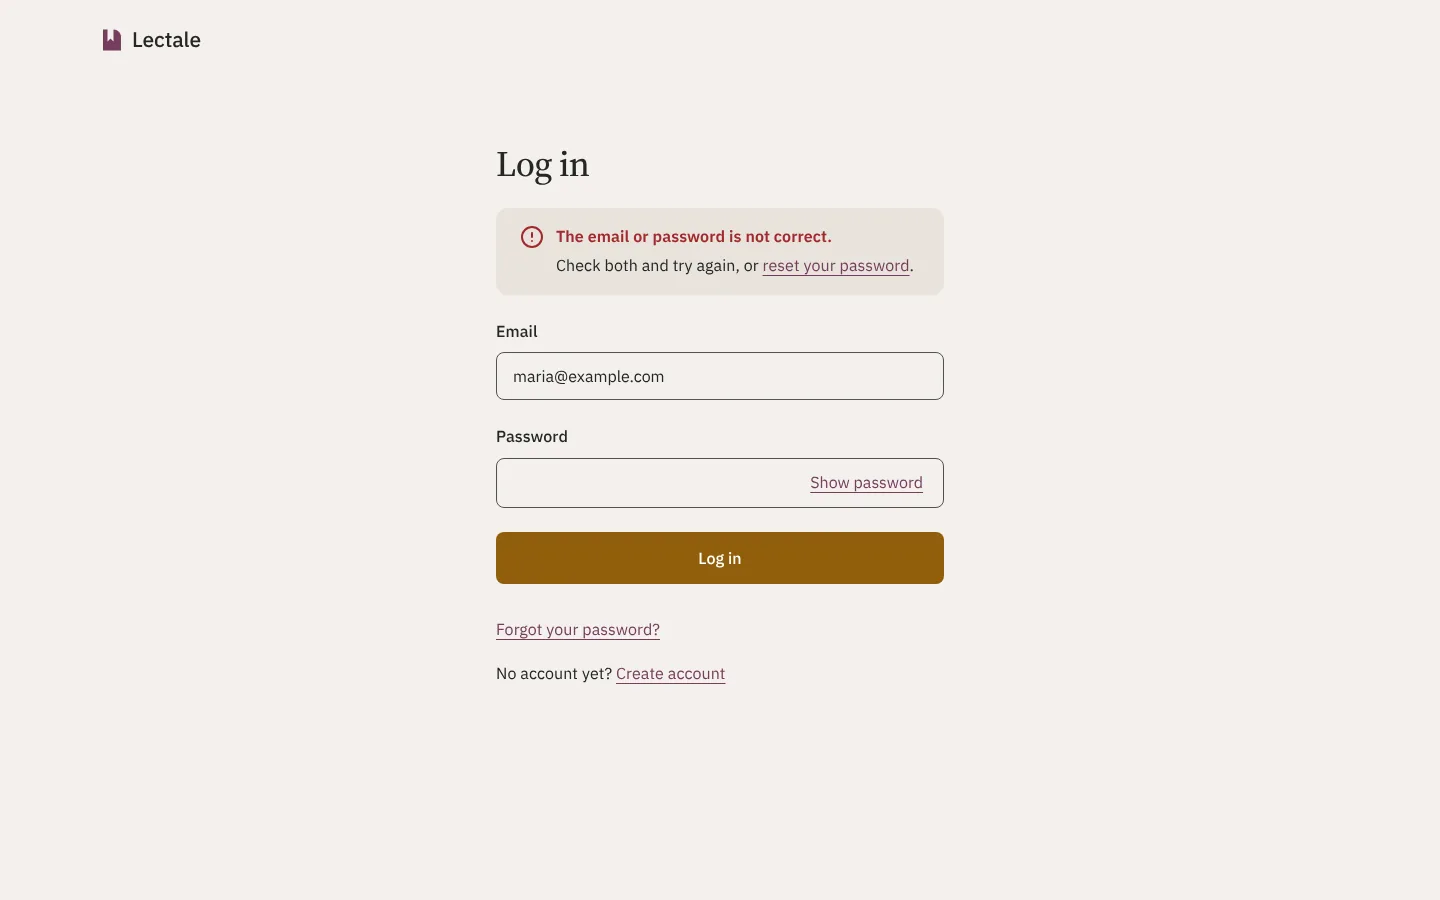 Lectale
Log in
The email or password is not correct.
Check both and try again, or reset your password.
Email
maria@example.com
Password
Show password
Log in
Forgot your password?
No account yet? Create account